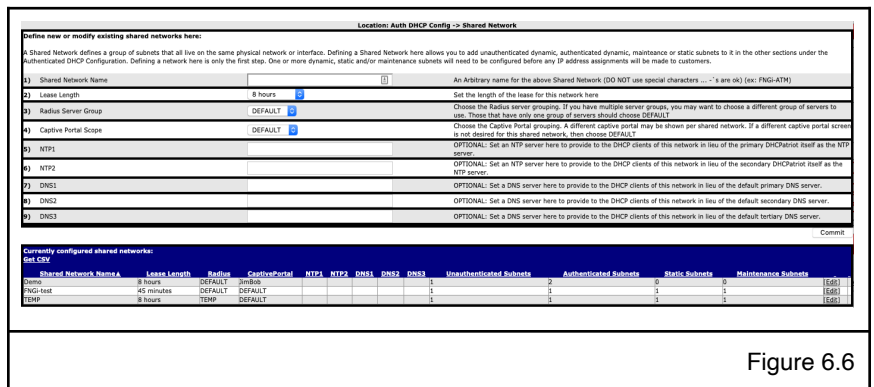 Location: Auth DHCP Config -> Shared Network
Define new or modify existing shared networks here:
A Shared Network defines a group of subnets that all live on the same physical network or interface. Defining a Shared Network here allows you to add unauthenticated dynamic, authenticated dynamic, mainteance or static subnets to it in the other sections under the
Authenticated DHCP Configuration. Defining a network here is only the first step. One or more dynamic, static and/or maintenance subnets will need to be configured before any IP address assignments will be made to customers.
1) Shared Network Name An Arbitrary name for the above Shared Network (DO NOT use special characters ... -`s are ok) (ex: FNGi-ATM)
2) Lease Length 8 hours Set the length of the lease for this network here
3) Radius Server Group DEFAULT Choose the Radius server grouping. If you have multiple server groups, you may want to choose a different group of servers to
use. Those that have only one group of servers should choose DEFAULT
4) Captive Portal Scope DEFAULT Choose the Captive Portal grouping. A different captive portal may be shown per shared network. If a different captive portal screen
is not desired for this shared network, then choose DEFAULT
5) NTP1 OPTIONAL: Set an NTP server here to provide to the DHCP clients of this network in lieu of the primary DHCPatriot itself as the NTP
server.
6) NTP2 OPTIONAL: Set an NTP server here to provide to the DHCP clients of this network in lieu of the secondary DHCPatriot itself as the
NTP server.
7) DNS1 OPTIONAL: Set a DNS server here to provide to the DHCP clients of this network in lieu of the default primary DNS server.
8) DNS2 OPTIONAL: Set a DNS server here to provide to the DHCP clients of this network in lieu of the default secondary DNS server.
9) DNS3 OPTIONAL: Set a DNS server here to provide to the DHCP clients of this network in lieu of the default tertiary DNS server.
Commit
Currently configured shared networks:
Get CSV
Shared Network Name▲ Lease Length Radius CaptivePortal NTP1 NTP2 DNS1 DNS2 DNS3 Unauthenticated Subnets Authenticated Subnets Static Subnets Maintenance Subnets
Demo 8 hours DEFAULT JimBob 1 2 0 0 [Edit]
FNGi-test 45 minutes DEFAULT DEFAULT 1 1 1 1 [Edit]
TEMP 8 hours TEMP DEFAULT 1 1 1 1 [Edit]
Figure 6.6